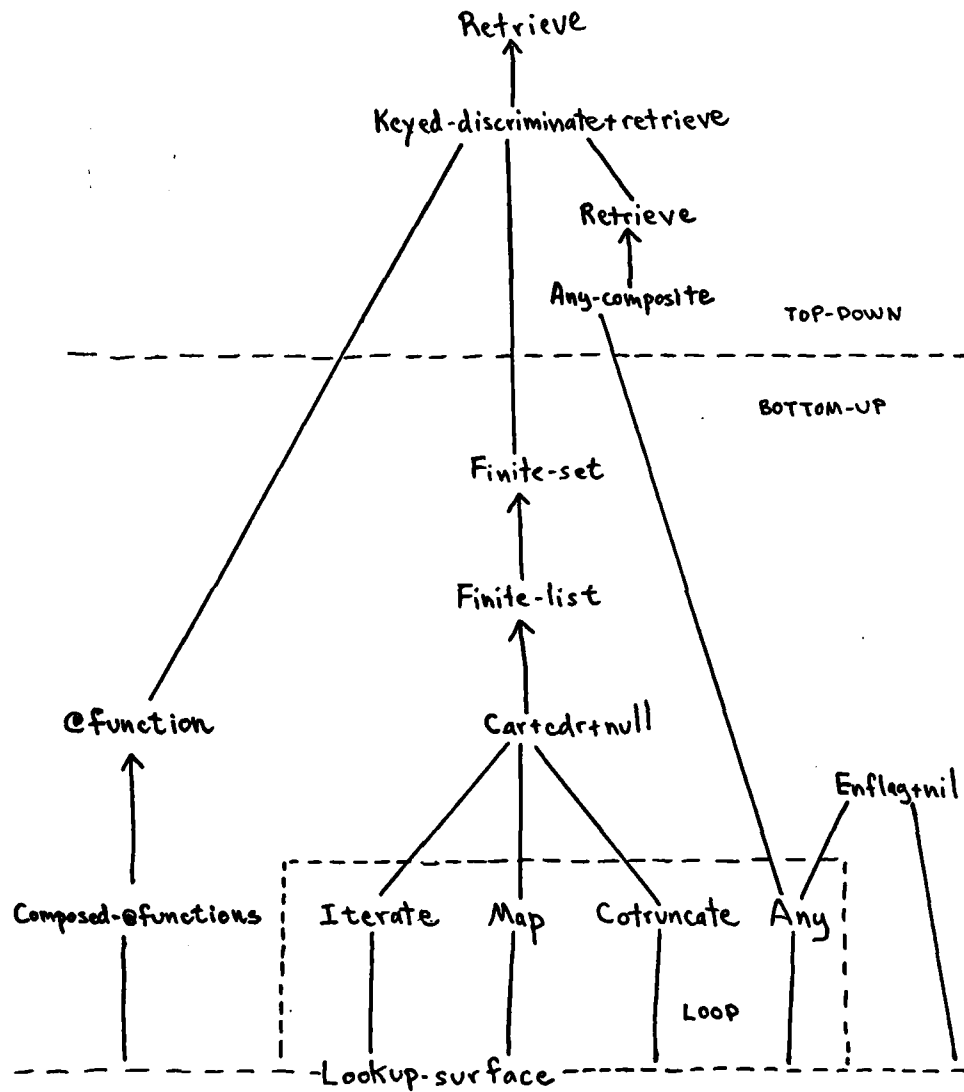 Retrieve
Keyed-discriminate+retrieve
Retrieve
Any-composite
TOP-DOWN
BOTTOM-UP
Finite-set
Finite-list
@function
Car+cdr+null
Enflag+nil
Composed-@functions
Iterate
Map
Cotruncate
Any
LOOP
Lookup-surface